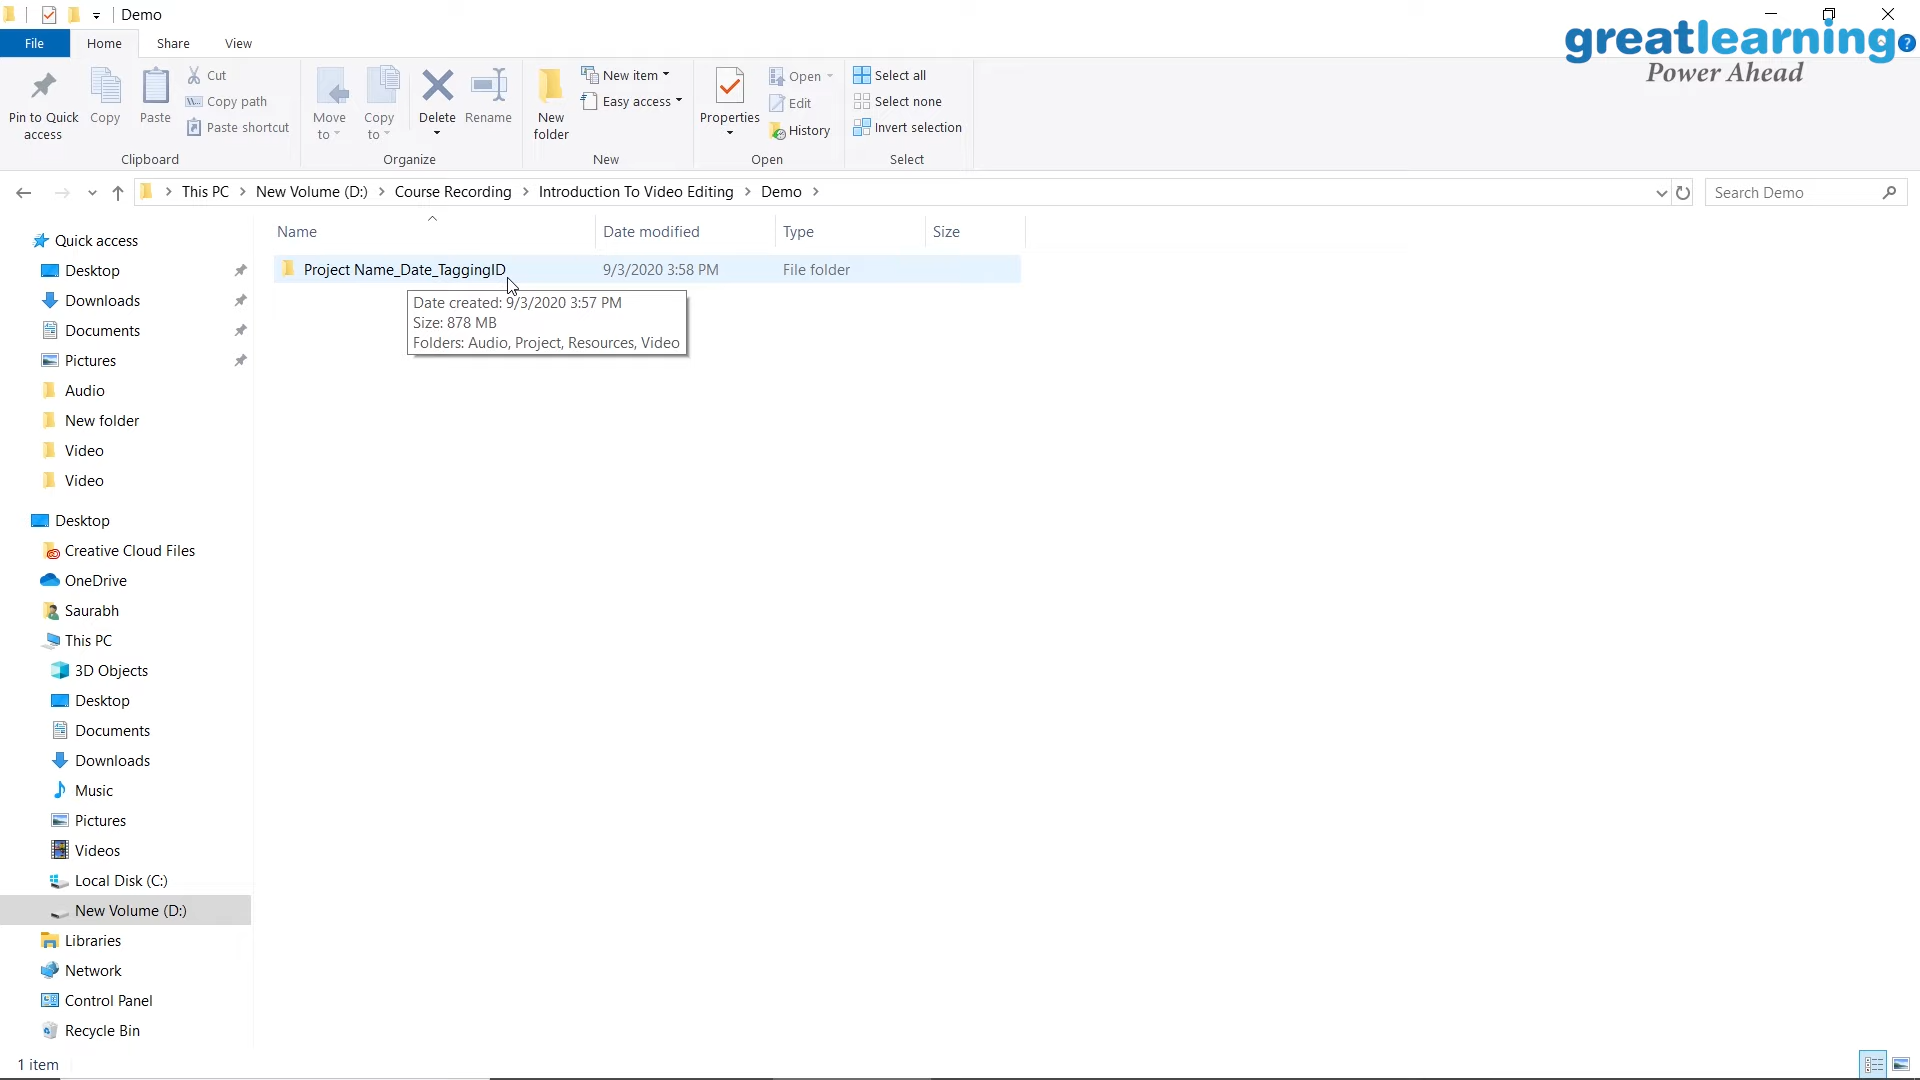 Demo
File Home Share View
greatlearning
Power Ahead
Pin to Quick access
Copy
Paste
Cut
Copy path
Paste shortcut
Clipboard
Move to
Copy to
Delete
Rename
Organize
New folder
New item
Easy access
New
Properties
Open
Edit
History
Open
Select all
Select none
Invert selection
Select
This PC > New Volume (D:) > Course Recording > Introduction To Video Editing > Demo >
Search Demo
Name Date modified Type Size
Project Name_Date_TaggingID 9/3/2020 3:58 PM File folder
Date created: 9/3/2020 3:57 PM
Size: 878 MB
Folders: Audio, Project, Resources, Video
Quick access
Desktop
Downloads
Documents
Pictures
Audio
New folder
Video
Video
Desktop
Creative Cloud Files
OneDrive
Saurabh
This PC
3D Objects
Desktop
Documents
Downloads
Music
Pictures
Videos
Local Disk (C:)
New Volume (D:)
Libraries
Network
Control Panel
Recycle Bin
1 item